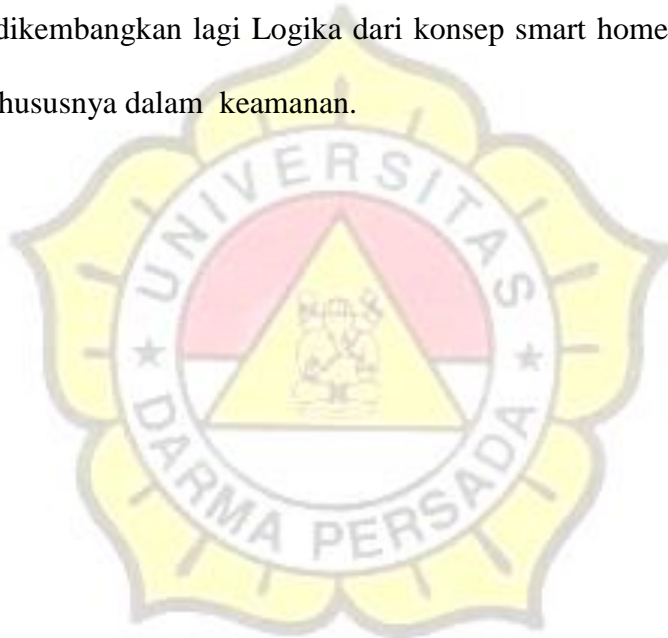 dikembangkan lagi Logika dari konsep smart home
hususnya dalam keamanan.
UNIVERSITAS
DARMA PERSADA